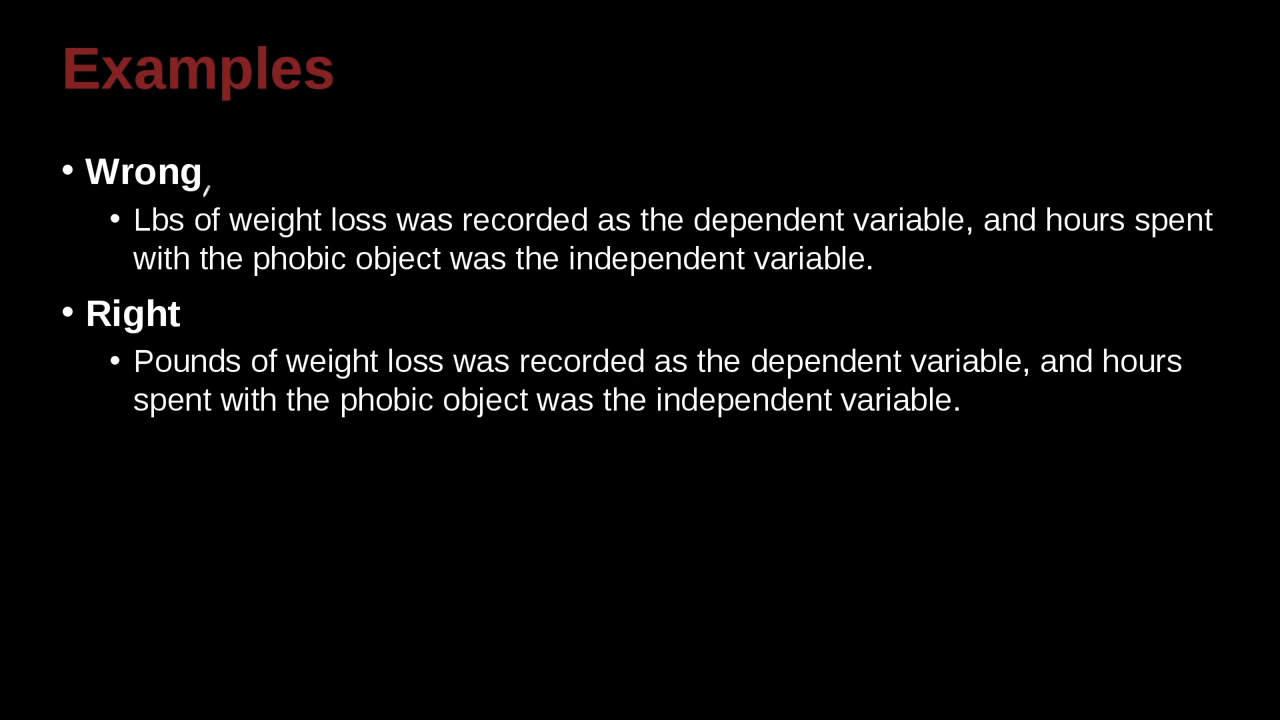 Examples
• Wrong
• Lbs of weight loss was recorded as the dependent variable, and hours spent
with the phobic object was the independent variable.
• Right
• Pounds of weight loss was recorded as the dependent variable, and hours
spent with the phobic object was the independent variable.